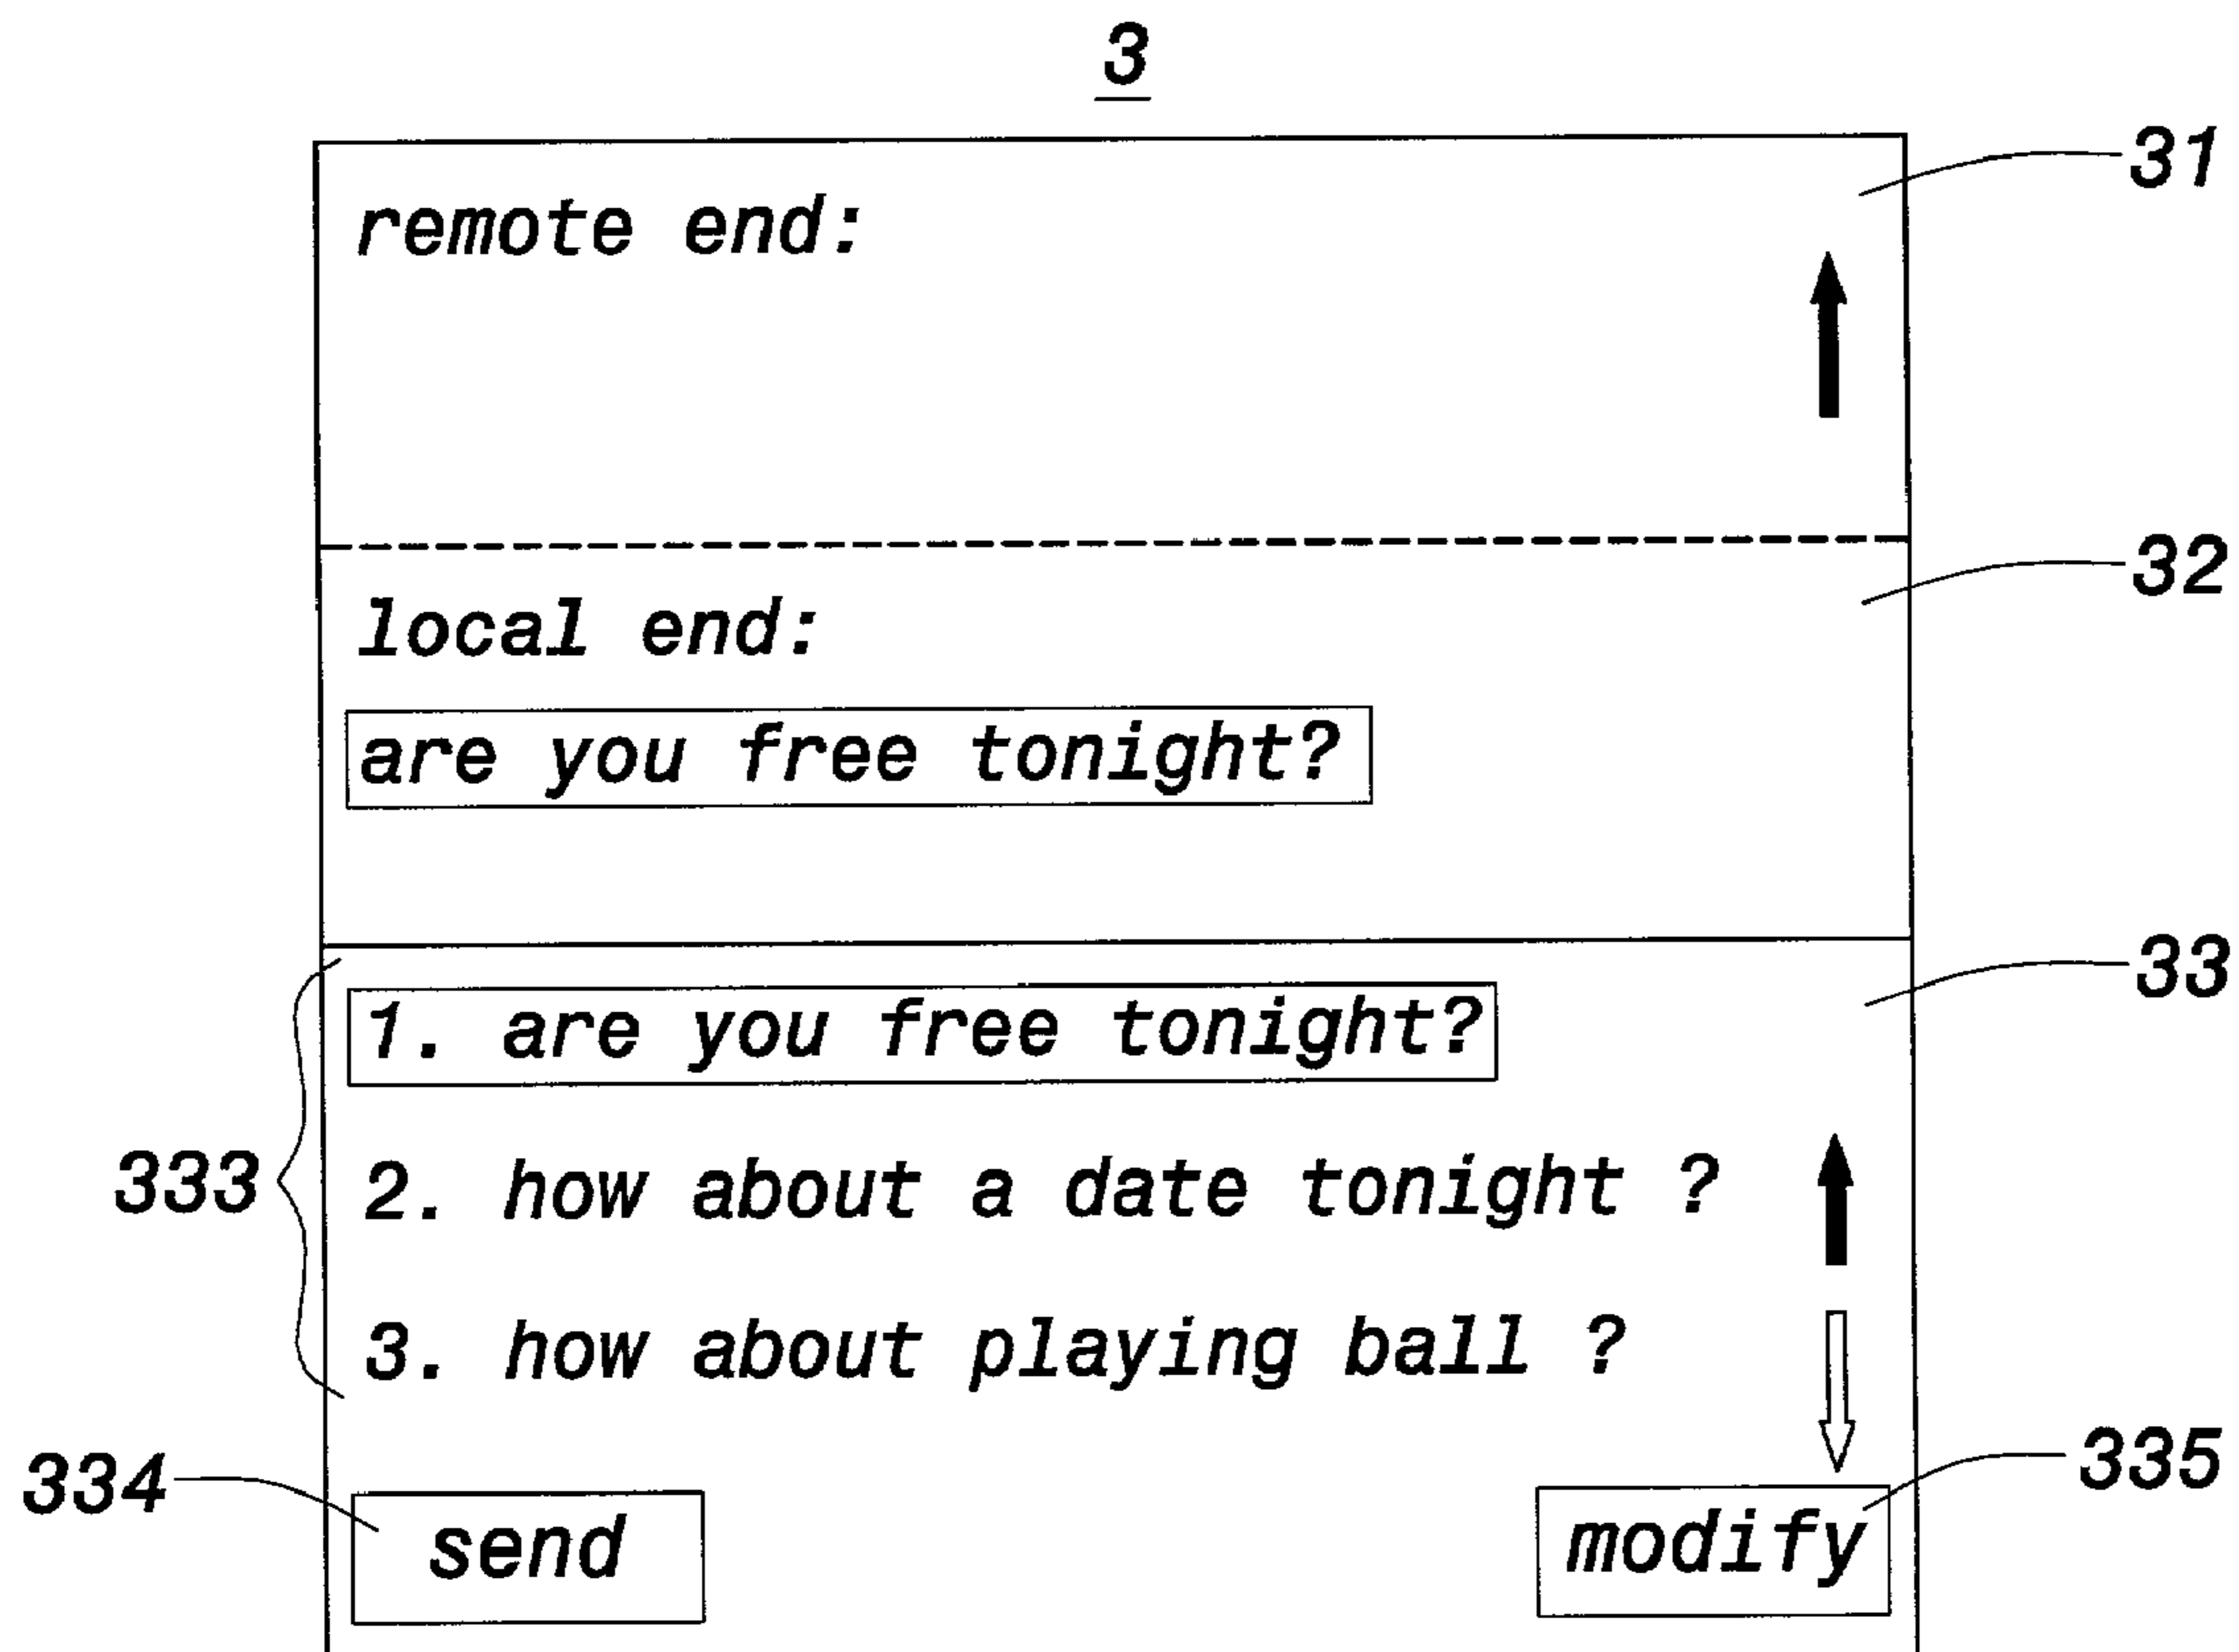 3
31
remote end:
32
local end:
are you free tonight?
33
1. are you free tonight?
333
2. how about a date tonight ?
3. how about playing ball ?
334
335
send
modify